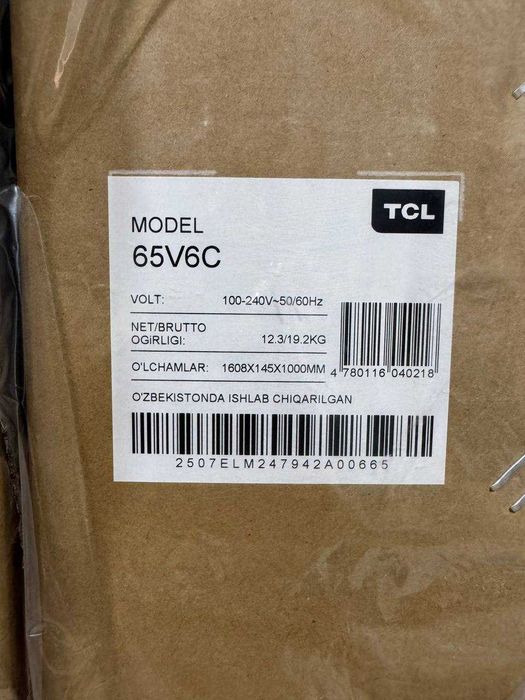 TCL
MODEL
65V6C
VOLT: 100-240V~50/60Hz
NET/BRUTTO
OGiRLIGI: 12.3/19.2KG
O'LCHAMLAR: 1608X145X1000MM
4 780116 040218
O'ZBEKISTONDA ISHLAB CHIQARILGAN
2507ELM247942A00665